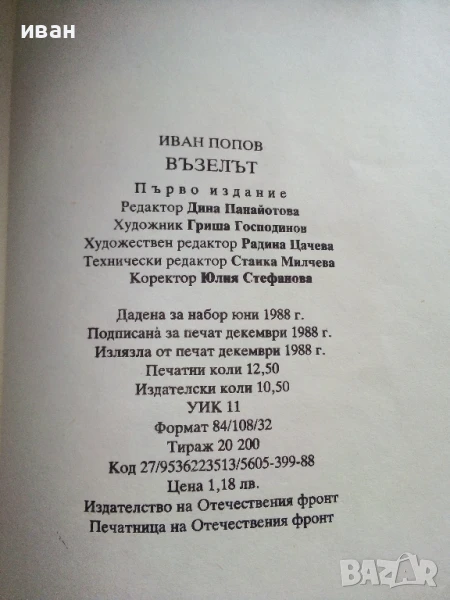 иван
ИВАН ПОПОВ
ВЪЗЕЛЪТ
Първо издание
Редактор Дина Панайотова
Художник Гриша Господинов
Художествен редактор Радина Цачева
Технически редактор Станка Милчева
Коректор Юлия Стефанова
Дадена за набор юни 1988 г.
Подписана за печат декември 1988 г.
Излязла от печат декември 1988 г.
Печатни коли 12,50
Издателски коли 10,50
УИК 11
Формат 84/108/32
Тираж 20 200
Код 27/9536223513/5605-399-88
Цена 1,18 лв.
Издателство на Отечествения фронт
Печатница на Отечествения фронт
BAZAR.bg